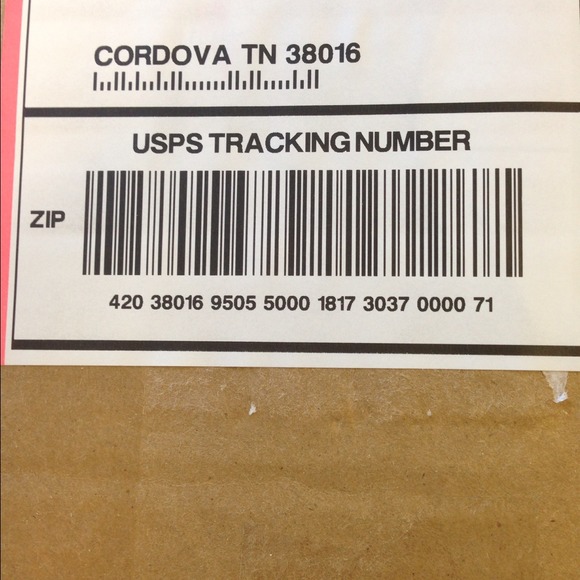 CORDOVA TN 38016
USPS TRACKING NUMBER
ZIP
420 38016 9505 5000 1817 3037 0000 71